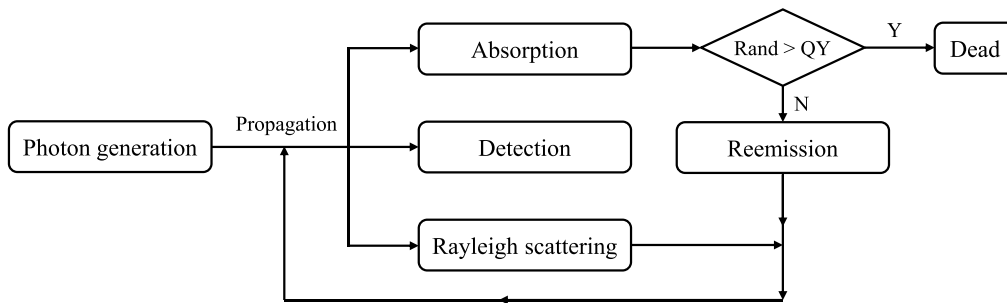 Absorption
Rand > QY
Y
Dead
N
Propagation
Photon generation
Detection
Reemission
Rayleigh scattering